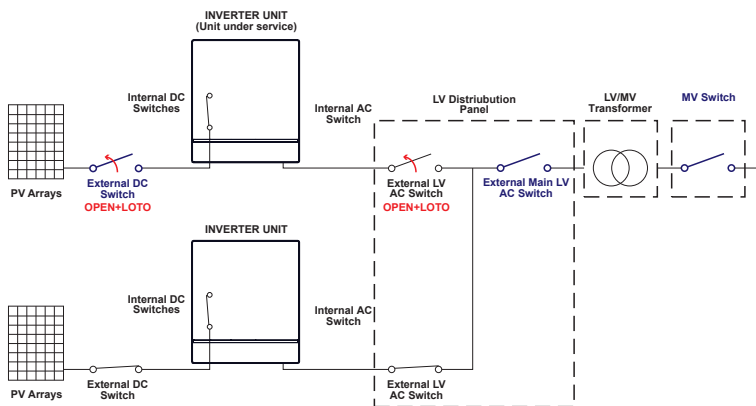 INVERTER UNIT
(Unit under service)
Internal DC
Switches
Internal AC
Switch
LV Distriubution
Panel
LV/MV
Transformer
MV Switch
PV Arrays
External DC
Switch
OPEN+LOTO
External LV
AC Switch
OPEN+LOTO
External Main LV
AC Switch
INVERTER UNIT
Internal DC
Switches
Internal AC
Switch
PV Arrays
External DC
Switch
External LV
AC Switch